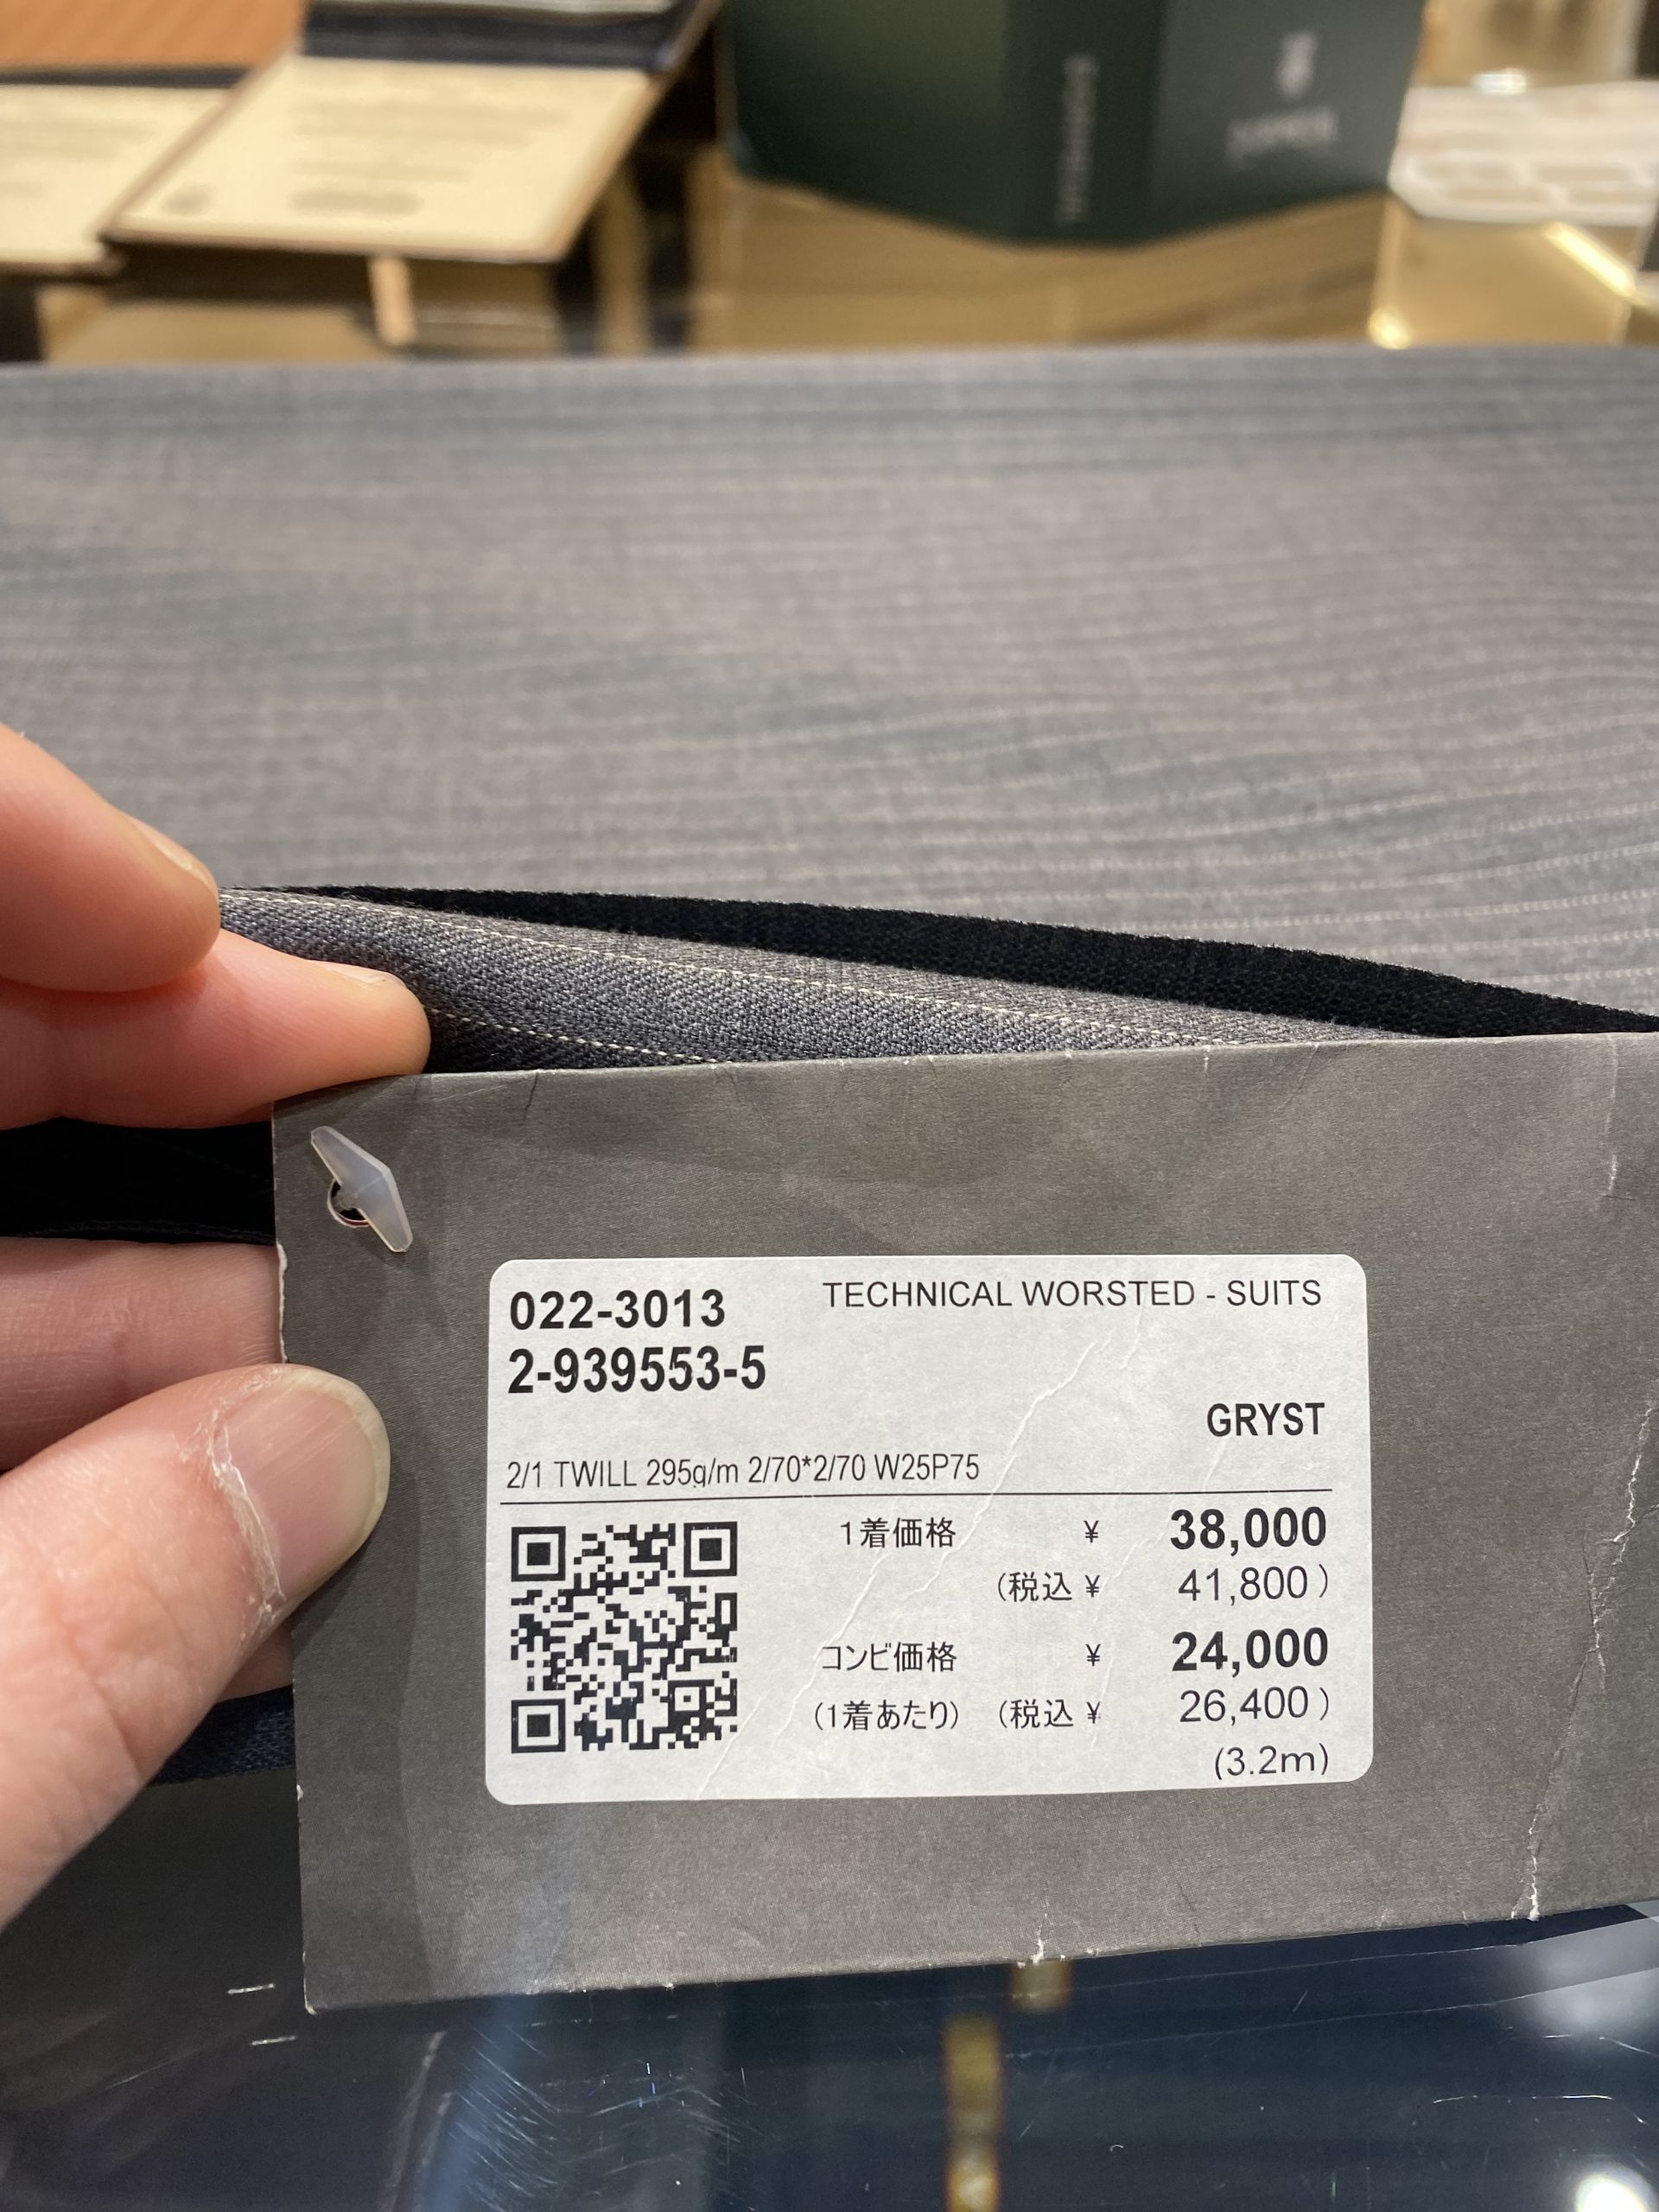 022-3013
TECHNICAL WORSTED - SUITS
2-939553-5
GRYST
2/1 TWILL 295g/m 2/70*2/70 W25P75
1着価格 ¥ 38,000
(税込 ¥ 41,800)
コンビ価格 ¥ 24,000
(1着あたり) (税込 ¥ 26,400)
(3.2m)